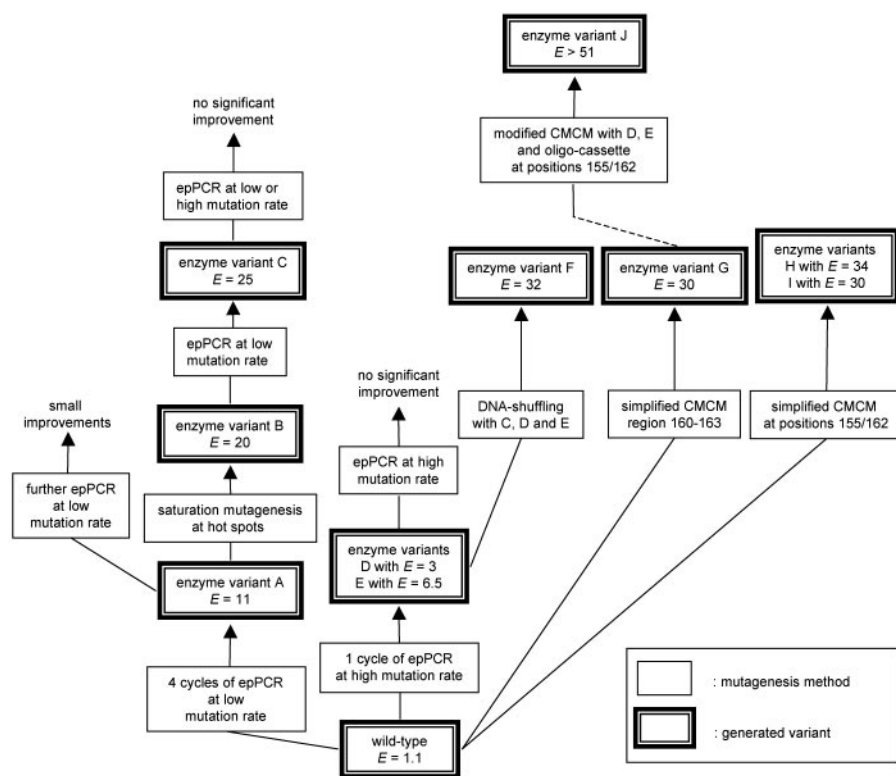 enzyme variant J
E > 51
modified CMCM with D, E
and oligo-cassette
at positions 155/162
no significant
improvement
epPCR at low or
high mutation rate
enzyme variant C
E = 25
enzyme variant F
E = 32
enzyme variant G
E = 30
enzyme variants
H with E = 34
I with E = 30
epPCR at low
mutation rate
small
improvements
enzyme variant B
E = 20
no significant
improvement
DNA-shuffling
with C, D and E
simplified CMCM
region 160-163
simplified CMCM
at positions 155/162
further epPCR
at low
mutation rate
saturation mutagenesis
at hot spots
epPCR at high
mutation rate
enzyme variant A
E = 11
enzyme variants
D with E = 3
E with E = 6.5
4 cycles of epPCR
at low
mutation rate
1 cycle of epPCR
at high mutation rate
wild-type
E = 1.1
: mutagenesis method
: generated variant